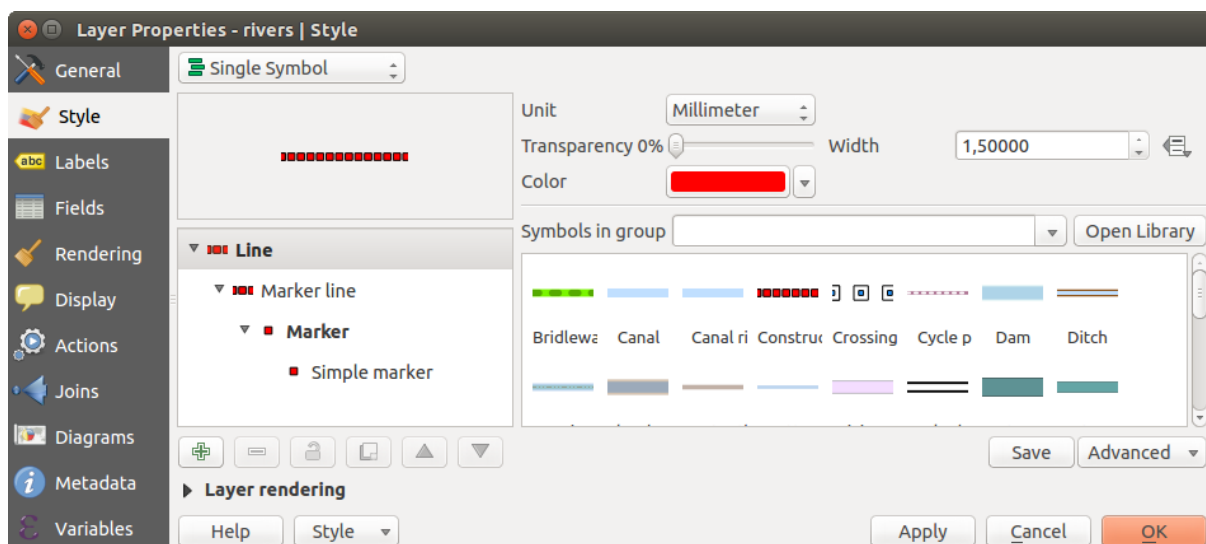 Layer Properties - rivers | Style
General
Style
abc Labels
Fields
Rendering
Display
Actions
Joins
Diagrams
Metadata
Variables
Single Symbol
Unit Millimeter
Transparency 0% Width 1,50000
Color
Symbols in group Open Library
Line
Marker line
Marker
Simple marker
Bridlewa Canal Canal ri Construc Crossing Cycle p Dam Ditch
Save Advanced
Layer rendering
Help Style Apply Cancel OK